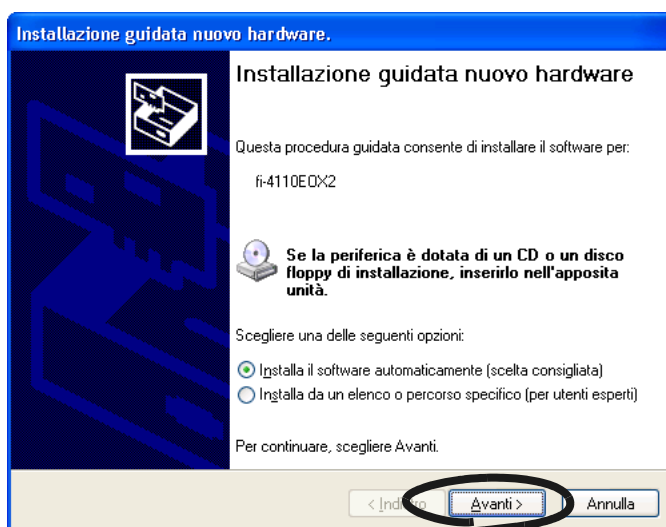 Installazione guidata nuovo hardware.
Installazione guidata nuovo hardware
Questa procedura guidata consente di installare il software per:
fi-4110EOX2
Se la periferica è dotata di un CD o un disco
floppy di installazione, inserirlo nell'apposita
unità.
Scegliere una delle seguenti opzioni:
Installa il software automaticamente (scelta consigliata)
Installa da un elenco o percorso specifico (per utenti esperti)
Per continuare, scegliere Avanti.
< Indietro Avanti > Annulla